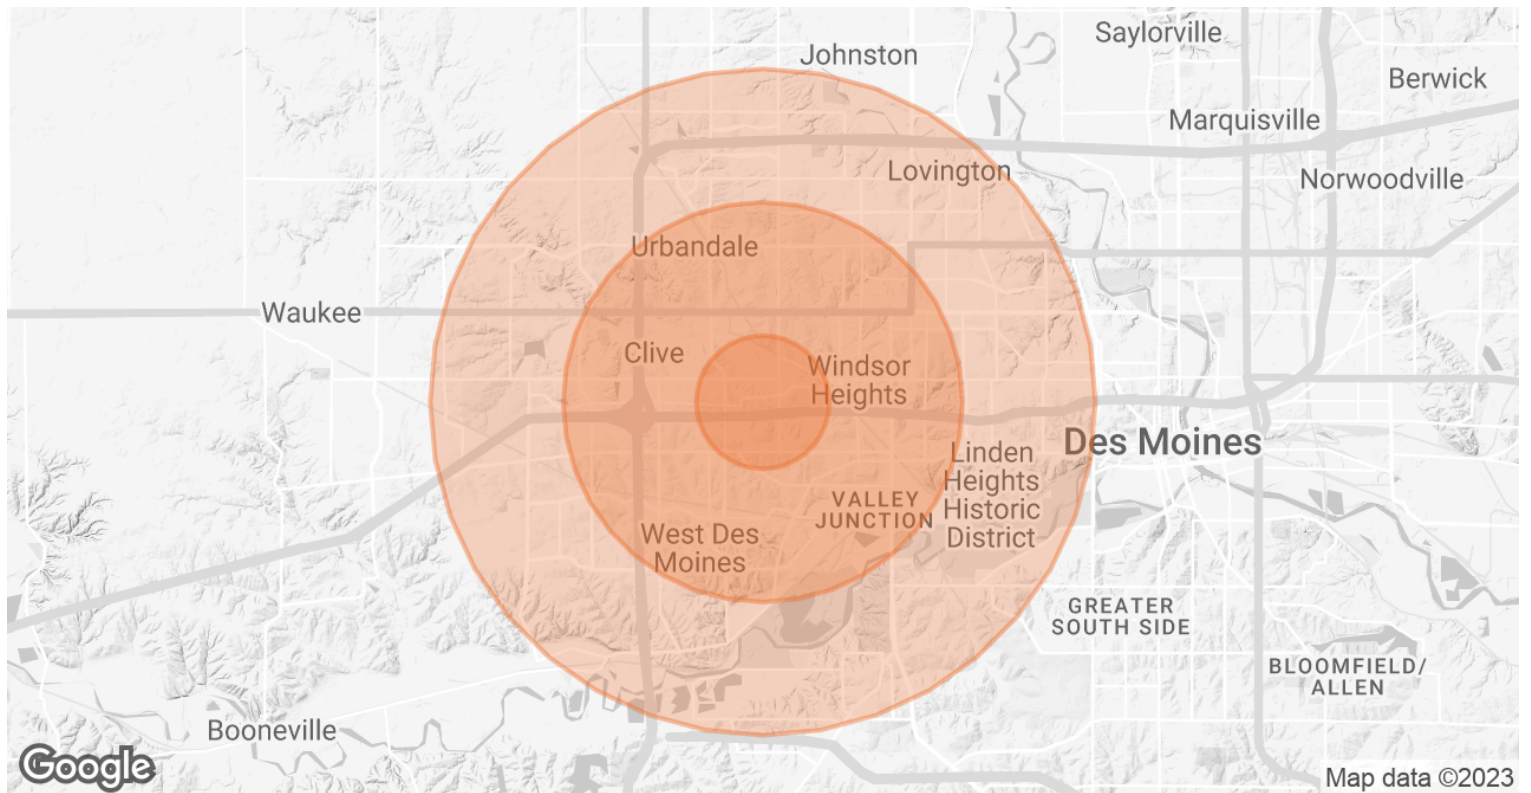 Saylorville
Johnston
Berwick
Marquisville
Lovington
Norwoodville
Urbandale
Waukee
Clive
Windsor
Heights
Des Moines
Linden
Heights
Historic
District
VALLEY
JUNCTION
West Des
Moines
GREATER
SOUTH SIDE
BLOOMFIELD/
ALLEN
Booneville
Google
Map data ©2023